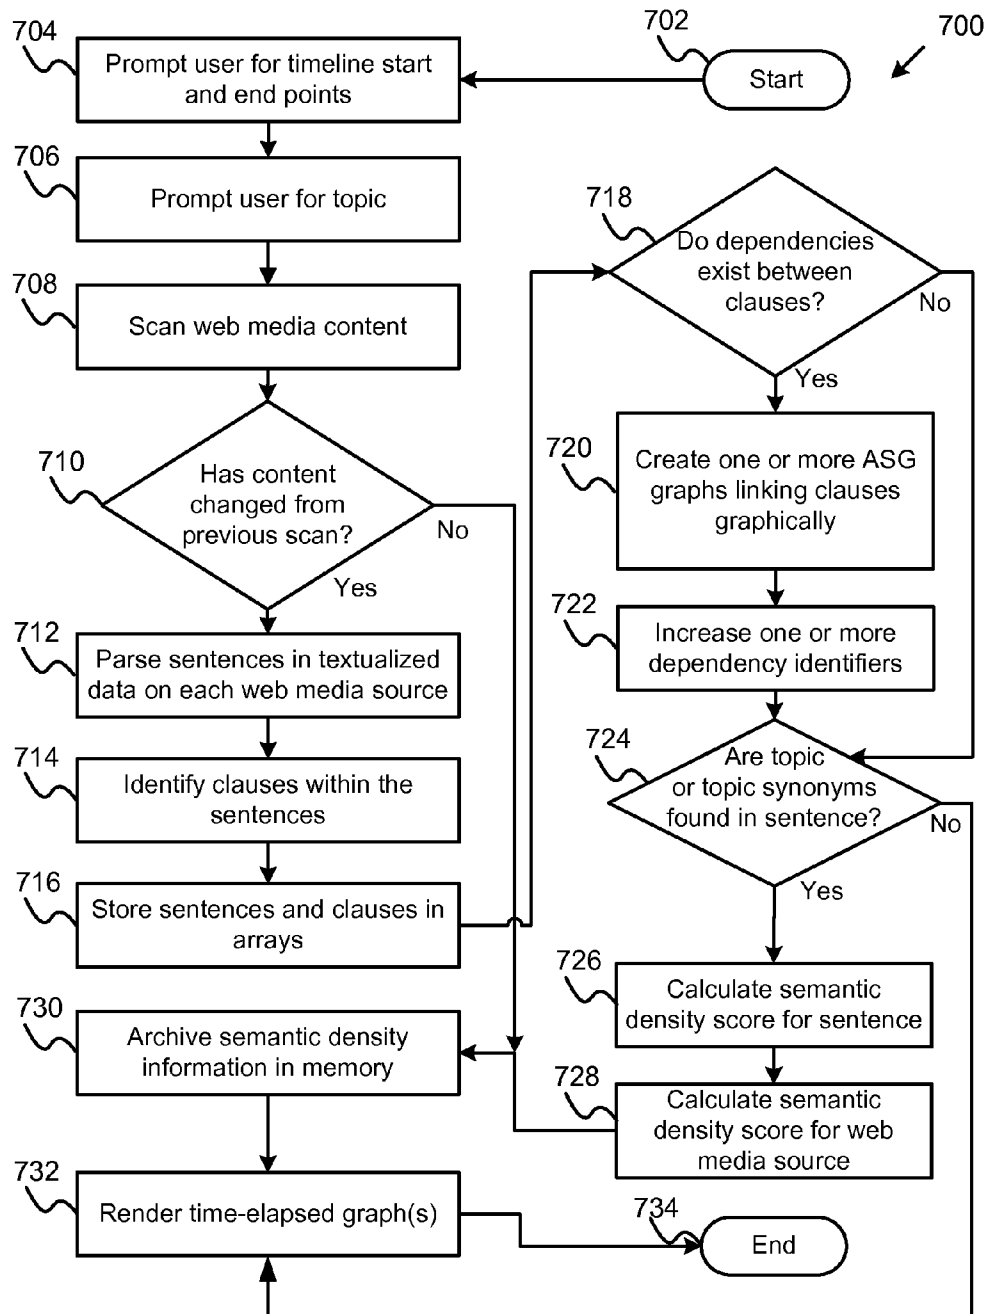 700
702
Start
704
Prompt user for timeline start
and end points
706
Prompt user for topic
708
Scan web media content
710
Has content
changed from
previous scan?
No
Yes
712
Parse sentences in textualized
data on each web media source
714
Identify clauses within the
sentences
716
Store sentences and clauses in
arrays
718
Do dependencies
exist between
clauses?
No
Yes
720
Create one or more ASG
graphs linking clauses
graphically
722
Increase one or more
dependency identifiers
724
Are topic
or topic synonyms
found in sentence?
No
Yes
726
Calculate semantic
density score for sentence
728
Calculate semantic
density score for web
media source
730
Archive semantic density
information in memory
732
Render time-elapsed graph(s)
734
End